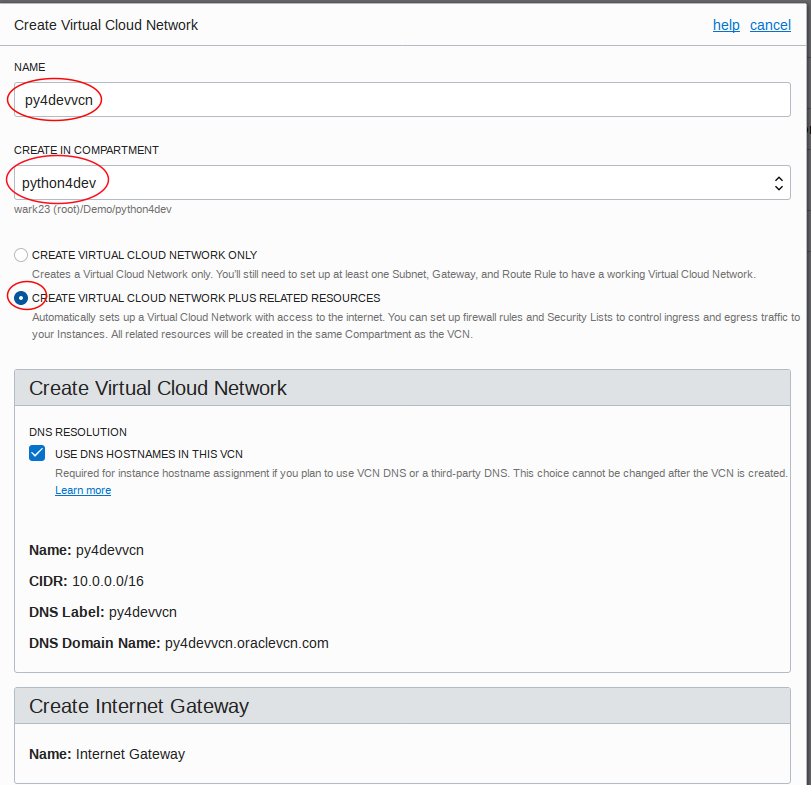 Create Virtual Cloud Network help cancel
NAME
py4devvcn
CREATE IN COMPARTMENT
python4dev
wark23 (root)/Demo/python4dev
CREATE VIRTUAL CLOUD NETWORK ONLY
Creates a Virtual Cloud Network only. You'll still need to set up at least one Subnet, Gateway, and Route Rule to have a working Virtual Cloud Network.
CREATE VIRTUAL CLOUD NETWORK PLUS RELATED RESOURCES
Automatically sets up a Virtual Cloud Network with access to the internet. You can set up firewall rules and Security Lists to control ingress and egress traffic to
your Instances. All related resources will be created in the same Compartment as the VCN.
Create Virtual Cloud Network
DNS RESOLUTION
USE DNS HOSTNAMES IN THIS VCN
Required for instance hostname assignment if you plan to use VCN DNS or a third-party DNS. This choice cannot be changed after the VCN is created.
Learn more
Name: py4devvcn
CIDR: 10.0.0.0/16
DNS Label: py4devvcn
DNS Domain Name: py4devvcn.oraclevcn.com
Create Internet Gateway
Name: Internet Gateway